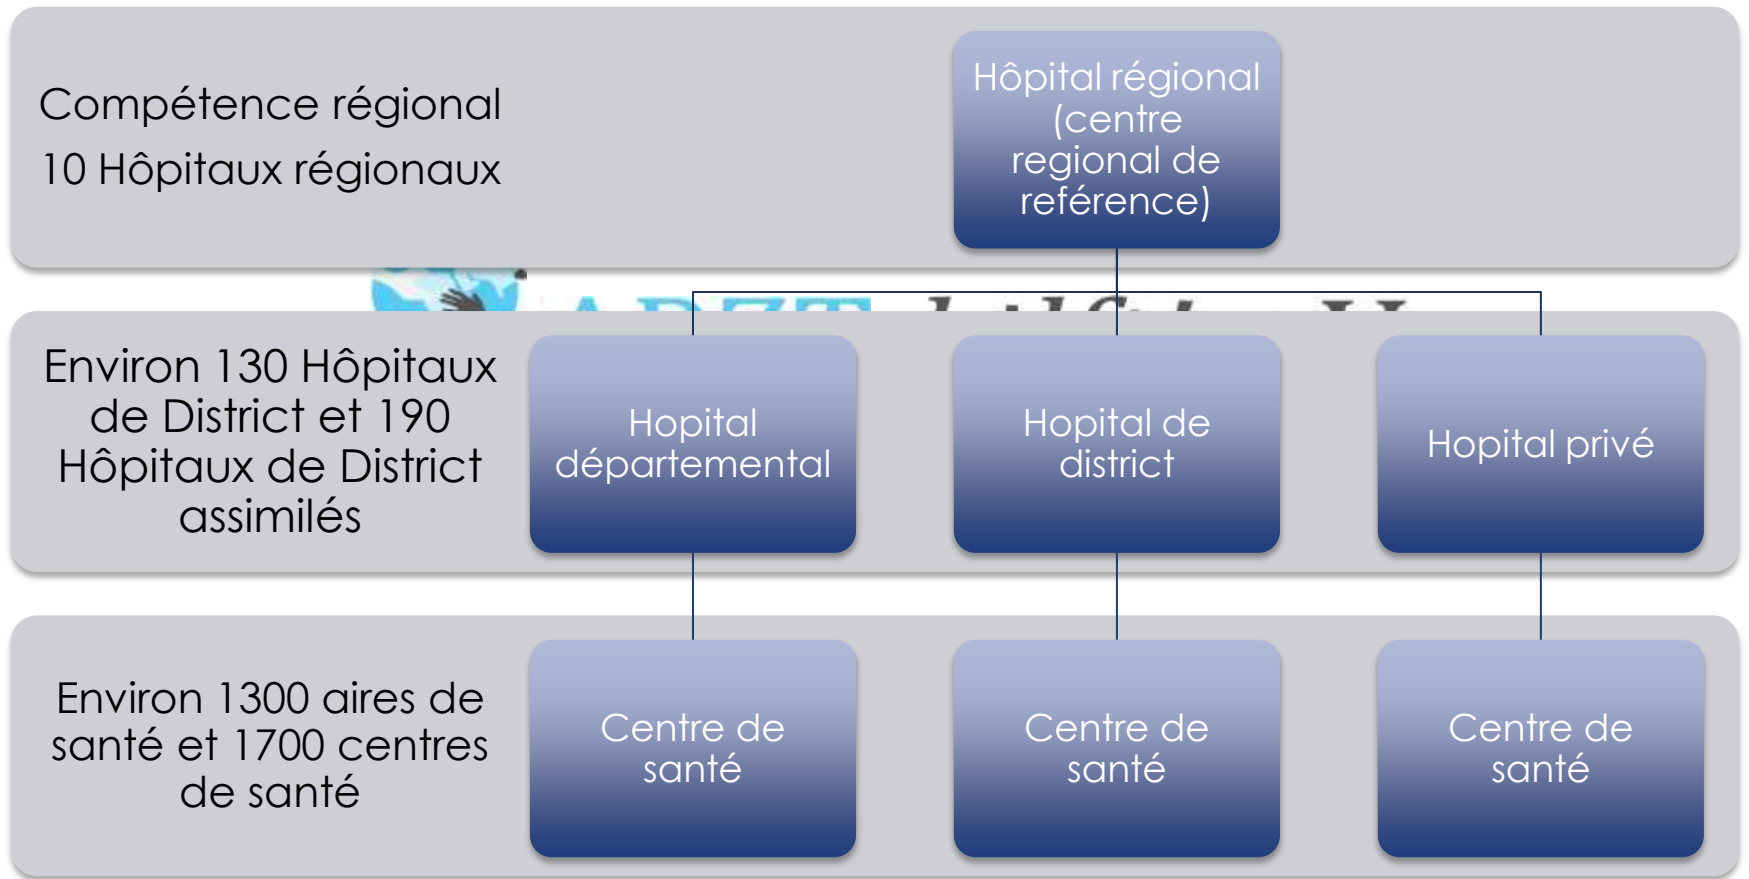 Compétence régional
10 Hôpitaux régionaux
Hôpital régional
(centre
regional de
reférence)
Environ 130 Hôpitaux
de District et 190
Hôpitaux de District
assimilés
Hopital
départemental
Hopital de
district
Hopital privé
Environ 1300 aires de
santé et 1700 centres
de santé
Centre de
santé
Centre de
santé
Centre de
santé